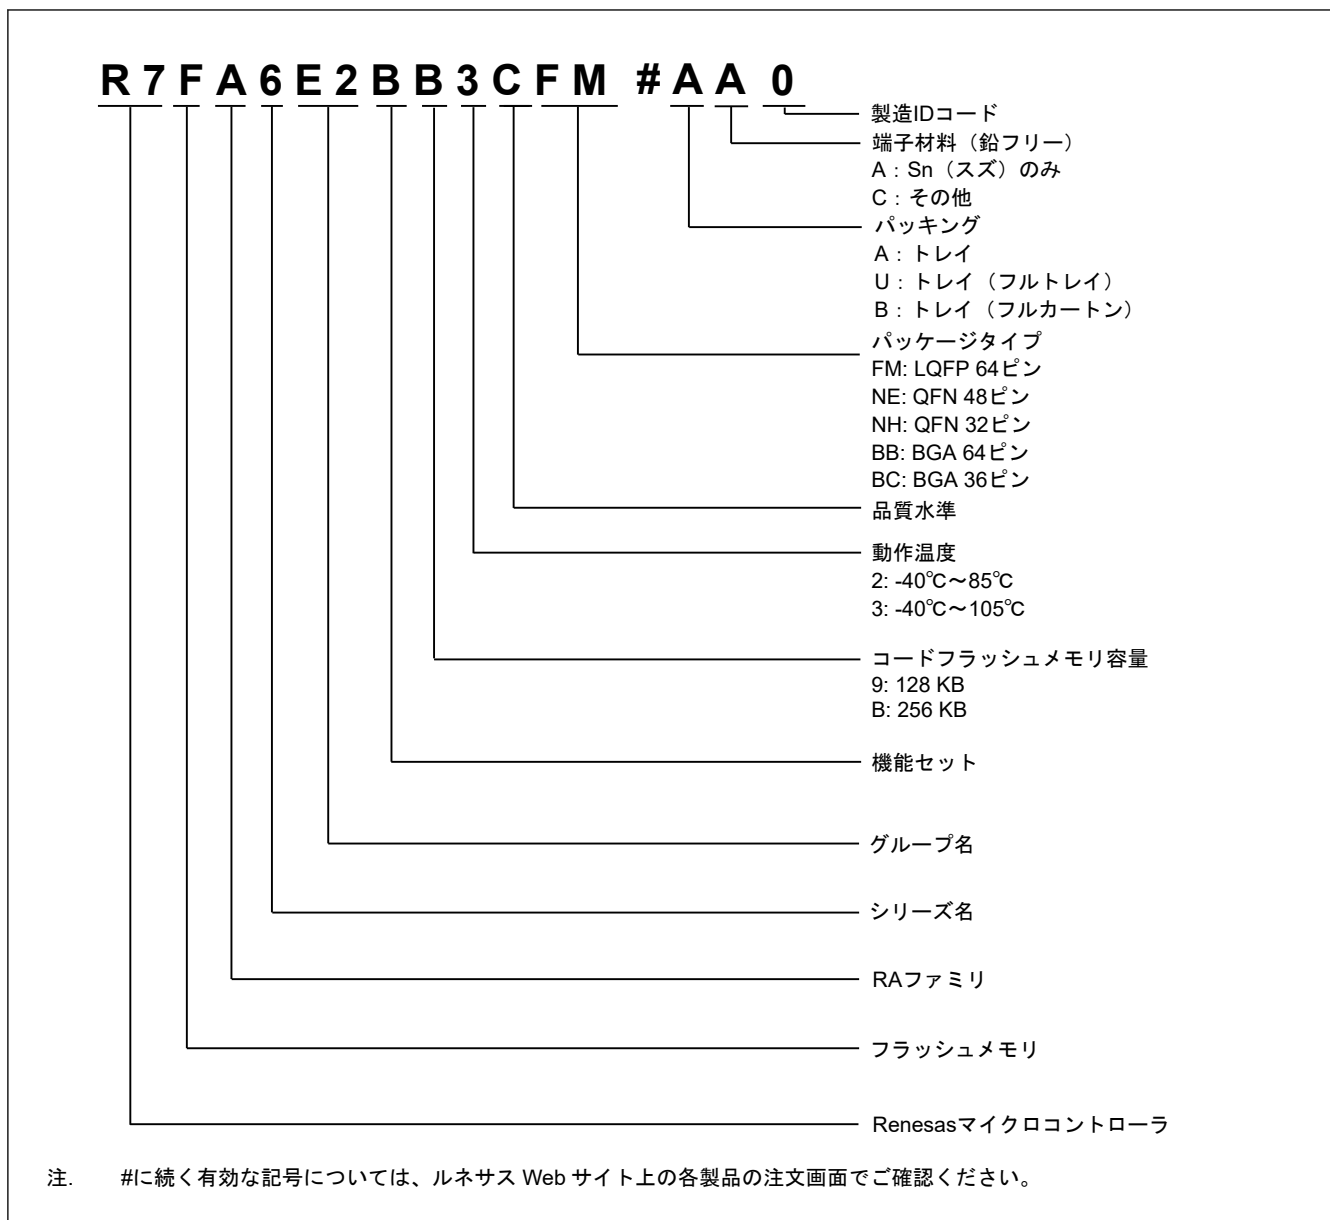 R7FA6E2BB3CFM #AA0
製造IDコード
端子材料（鉛フリー）
A：Sn（スズ）のみ
C：その他
パッキング
A：トレイ
U：トレイ（フルトレイ）
B：トレイ（フルカートン）
パッケージタイプ
FM: LQFP 64ピン
NE: QFN 48ピン
NH: QFN 32ピン
BB: BGA 64ピン
BC: BGA 36ピン
品質水準
動作温度
2: -40℃～85℃
3: -40℃～105℃
コードフラッシュメモリ容量
9: 128 KB
B: 256 KB
機能セット
グループ名
シリーズ名
RAファミリ
フラッシュメモリ
Renesasマイクロコントローラ
注. #に続く有効な記号については、ルネサス Web サイト上の各製品の注文画面でご確認ください。